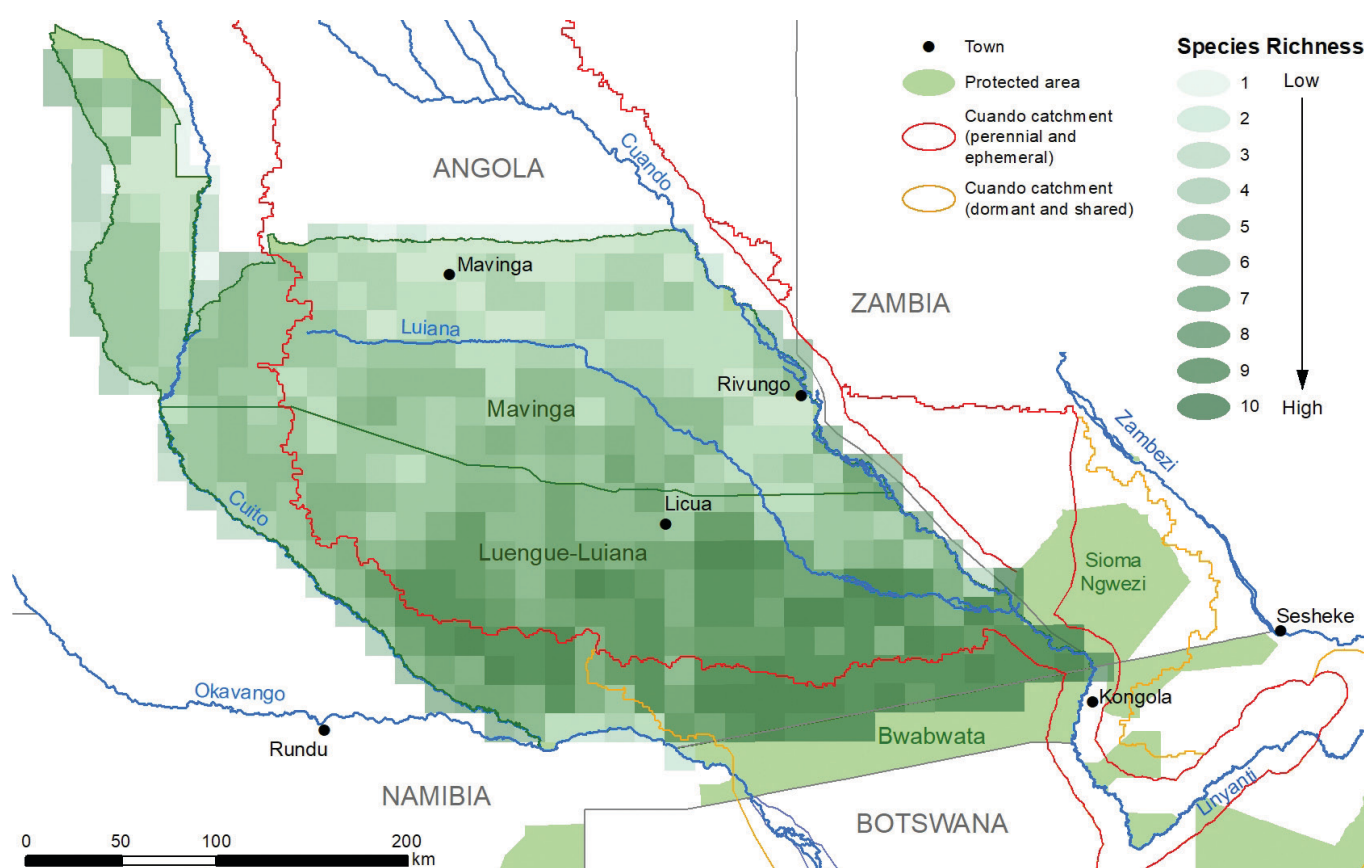 Town
Protected area
Cuando catchment
(perennial and
ephemeral)
Cuando catchment
(dormant and shared)
Species Richness
1 Low
2
3
4
5
6
7
8
9
10 High
ANGOLA
Cuando
ZAMBIA
Mavinga
Luiana
Rivungo
Mavinga
Zambezi
Cuito
Licua
Luengue-Luiana
Sioma
Ngwezi
Sesheke
Okavango
Kongola
Rundu
Bwabwata
Linyanti
NAMIBIA
BOTSWANA
0 50 100 200
km